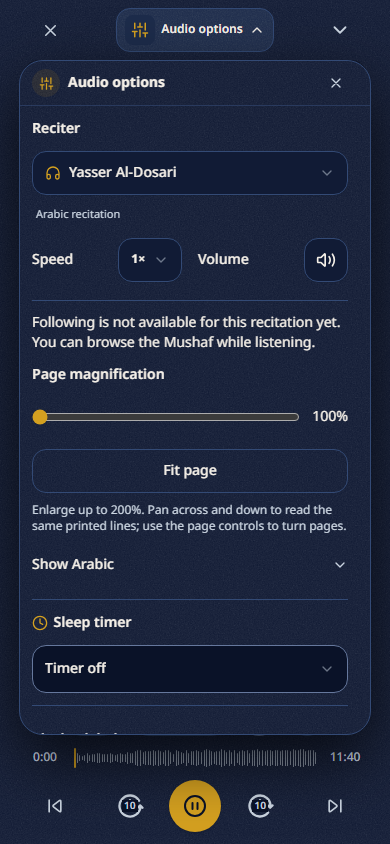 Audio options
Audio options
Reciter
Yasser Al-Dosari
Arabic recitation
Speed
1×
Volume
Following is not available for this recitation yet.
You can browse the Mushaf while listening.
Page magnification
100%
Fit page
Enlarge up to 200%. Pan across and down to read the
same printed lines; use the page controls to turn pages.
Show Arabic
Sleep timer
Timer off
0:00
11:40
10
10